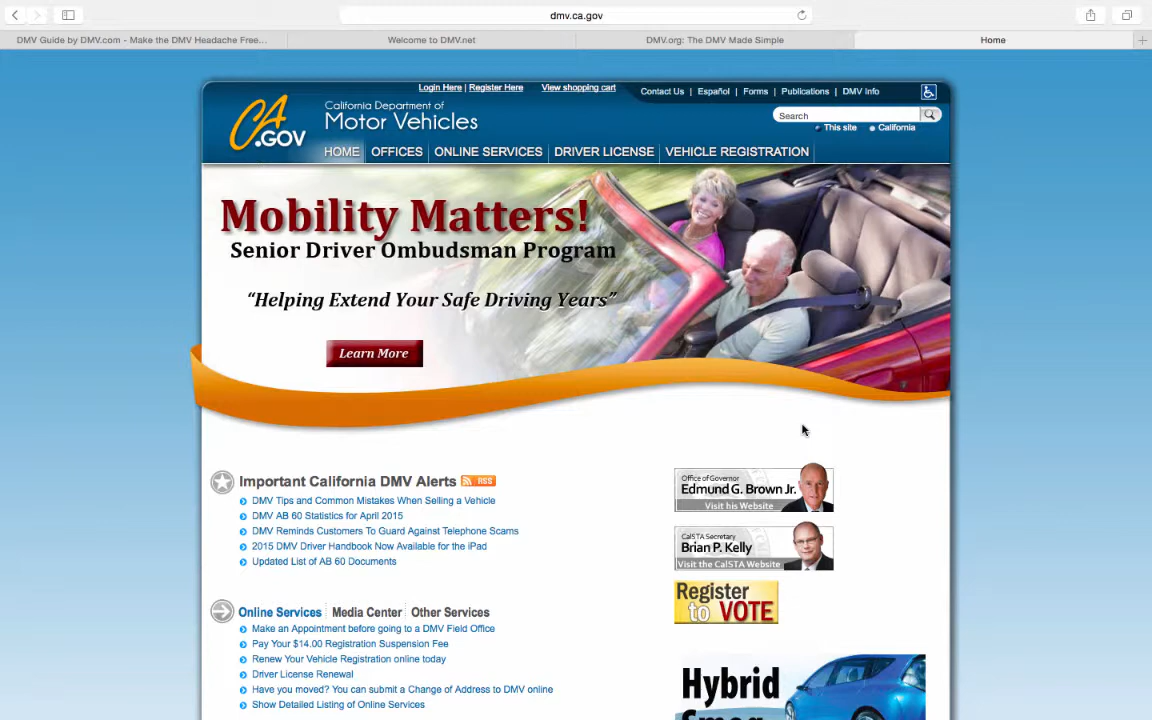 dmv.ca.gov
DMV Guide by DMV.com - Make the DMV Headache Free...
Welcome to DMV.net
DMV.org: The DMV Made Simple
Home
Login Here | Register Here
View shopping cart
Contact Us | Español | Forms | Publications | DMV Info
CA.GOV
California Department of
Motor Vehicles
Search
This site
California
HOME OFFICES ONLINE SERVICES DRIVER LICENSE VEHICLE REGISTRATION
Mobility Matters!
Senior Driver Ombudsman Program
“Helping Extend Your Safe Driving Years”
Learn More
Important California DMV Alerts RSS
DMV Tips and Common Mistakes When Selling a Vehicle
DMV AB 60 Statistics for April 2015
DMV Reminds Customers To Guard Against Telephone Scams
2015 DMV Driver Handbook Now Available for the iPad
Updated List of AB 60 Documents
Online Services Media Center Other Services
Make an Appointment before going to a DMV Field Office
Pay Your $14.00 Registration Suspension Fee
Renew Your Vehicle Registration online today
Driver License Renewal
Have you moved? You can submit a Change of Address to DMV online
Show Detailed Listing of Online Services
Office of Governor
Edmund G. Brown Jr.
Visit his Website
CalSTA Secretary
Brian P. Kelly
Visit the CalSTA Website
Register
to VOTE
Hybrid
Smog